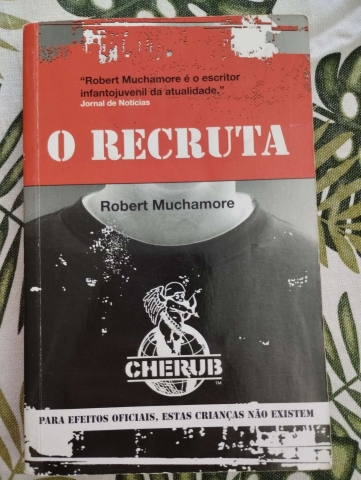 “Robert Muchamore é o escritor
infantojuvenil da atualidade.”
Jornal de Notícias
O RECRUTA
Robert Muchamore
CHERUB
TM
PARA EFEITOS OFICIAIS, ESTAS CRIANÇAS NÃO EXISTEM